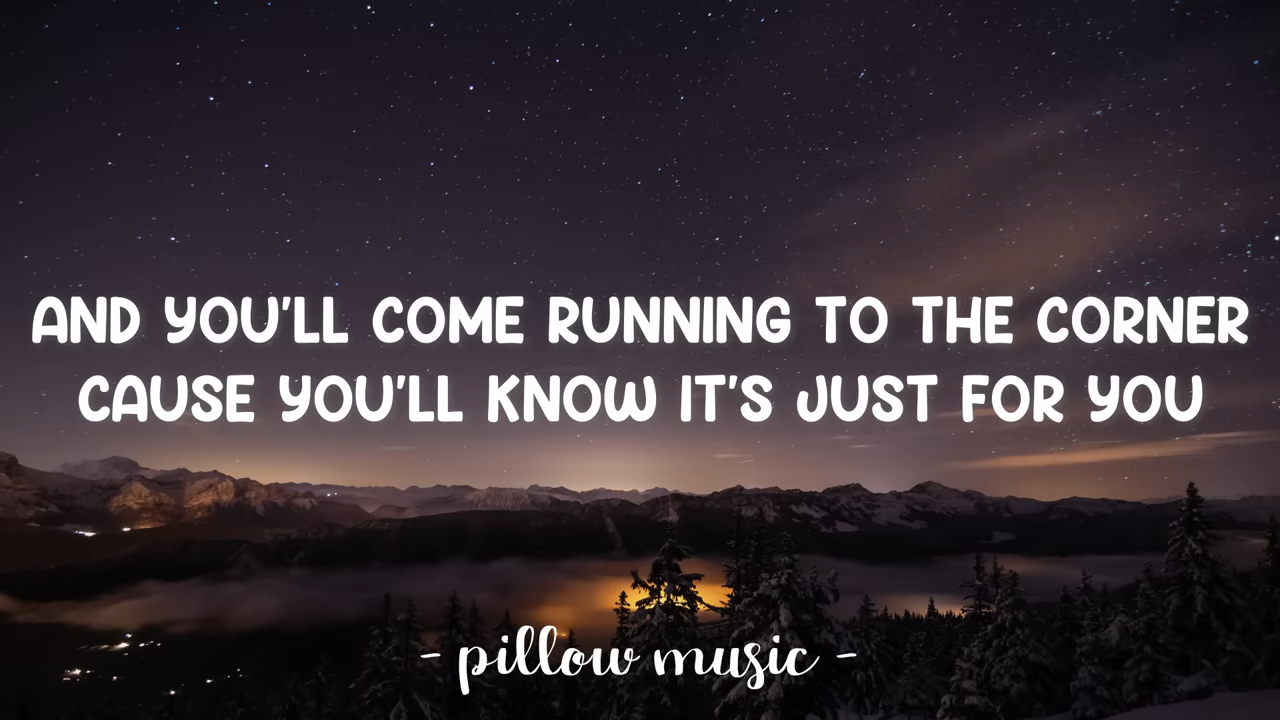 AND YOU'LL COME RUNNING TO THE CORNER
CAUSE YOU'LL KNOW IT'S JUST FOR YOU
- pillow music -